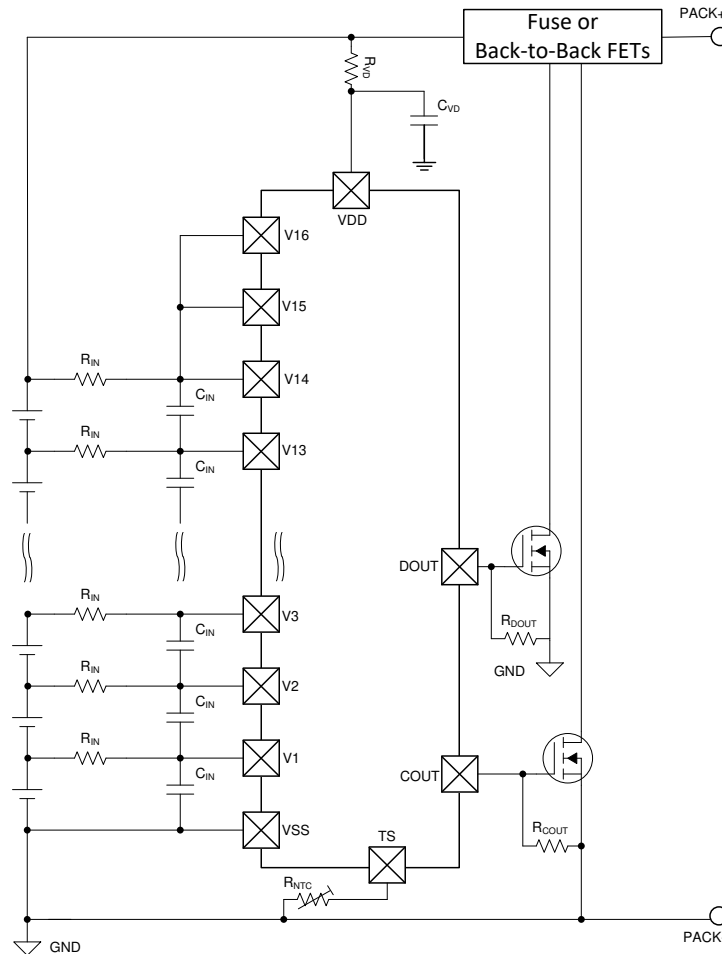 Fuse or
Back-to-Back FETs
PACK+
RVD
CVD
VDD
V16
V15
RIN
V14
CIN
RIN
V13
CIN
DOUT
RIN
V3
CIN
RDOUT
GND
RIN
V2
CIN
RIN
V1
CIN
COUT
VSS
TS
RCOUT
RNTC
GND
PACK